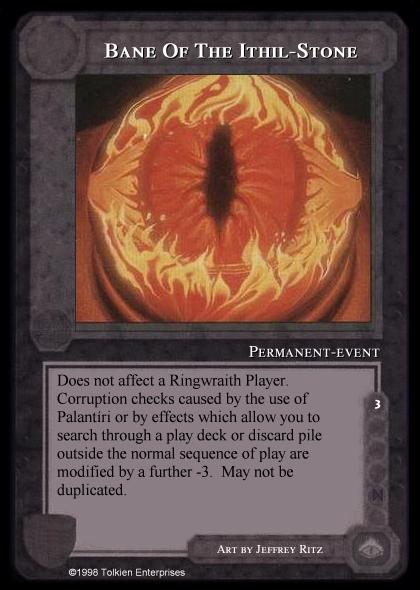 Bane Of The Ithil-Stone
Permanent-event
Does not affect a Ringwraith Player.
Corruption checks caused by the use of
Palantíri or by effects which allow you to
search through a play deck or discard pile
outside the normal sequence of play are
modified by a further -3.  May not be
duplicated.
3
N
Art by Jeffrey Ritz
©1998 Tolkien Enterprises